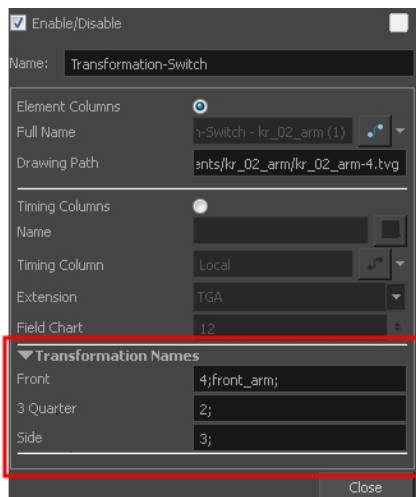 Enable/Disable
Name: Transformation-Switch
Element Columns
Full Name n-Switch - kr_02_arm (1)
Drawing Path ents/kr_02_arm/kr_02_arm-4.tvg
Timing Columns
Name
Timing Column Local
Extension TGA
Field Chart 12
Transformation Names
Front 4;front_arm;
3 Quarter 2;
Side 3;
Close